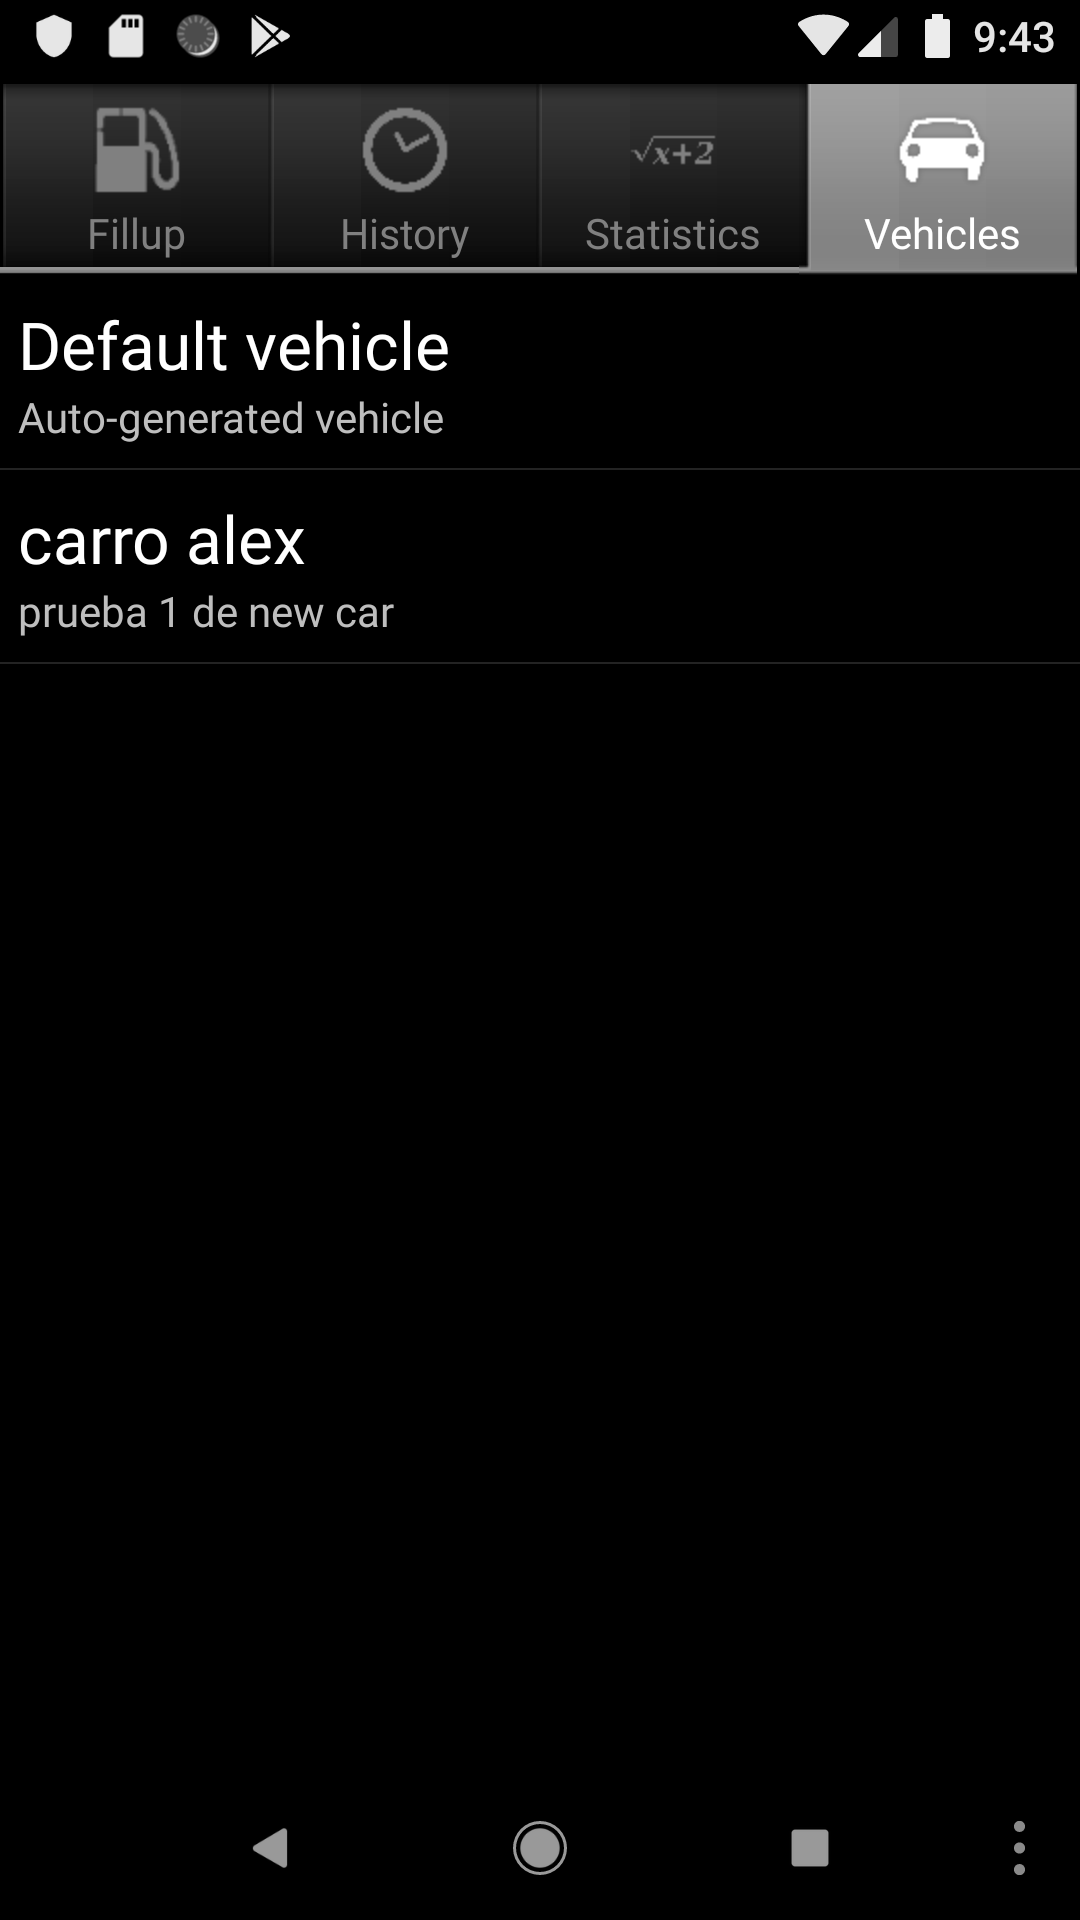 9:43
Fillup
History
√x+2
Statistics
Vehicles
Default vehicle
Auto-generated vehicle
carro alex
prueba 1 de new car